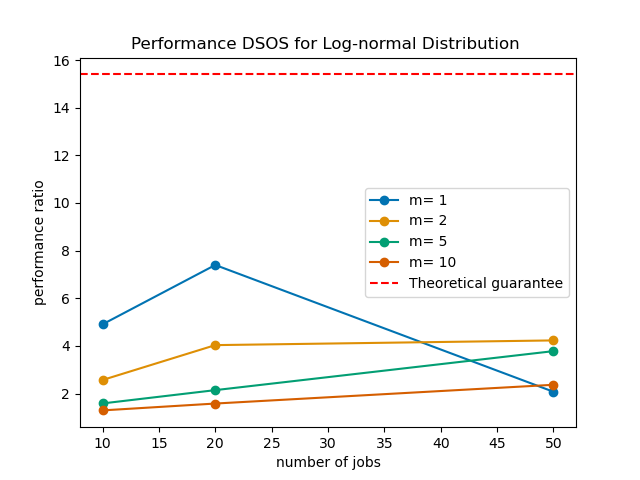 Performance DSOS for Log-normal Distribution
performance ratio
16
14
12
10
8
6
4
2
m= 1
m= 2
m= 5
m= 10
Theoretical guarantee
10 15 20 25 30 35 40 45 50
number of jobs